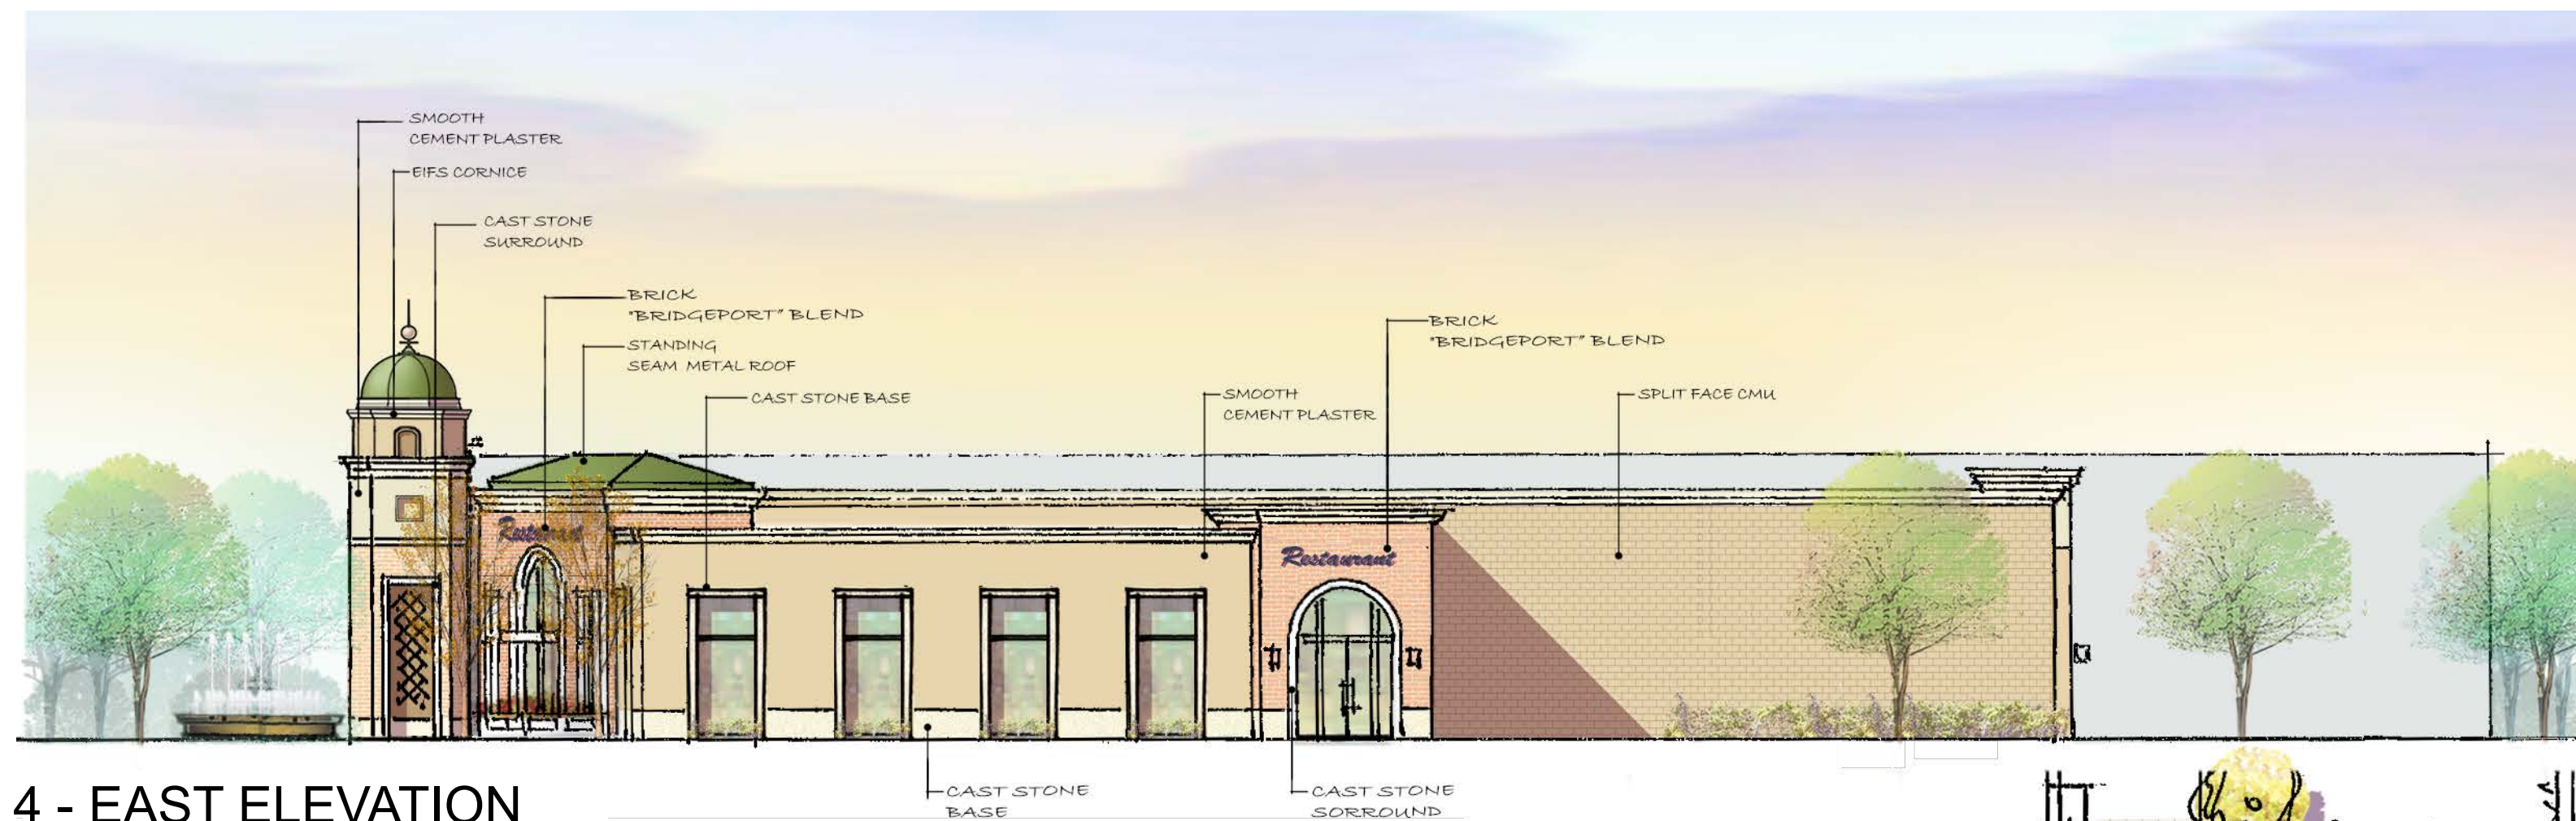 SMOOTH
CEMENT PLASTER
EIFS CORNICE
CAST STONE
SURROUND
BRICK
"BRIDGEPORT" BLEND
STANDING
SEAM METAL ROOF
CAST STONE BASE
SMOOTH
CEMENT PLASTER
BRICK
"BRIDGEPORT" BLEND
SPLIT FACE CMU
Restaurant
Restaurant
CAST STONE
BASE
CAST STONE
SORROUND
4 - EAST ELEVATION